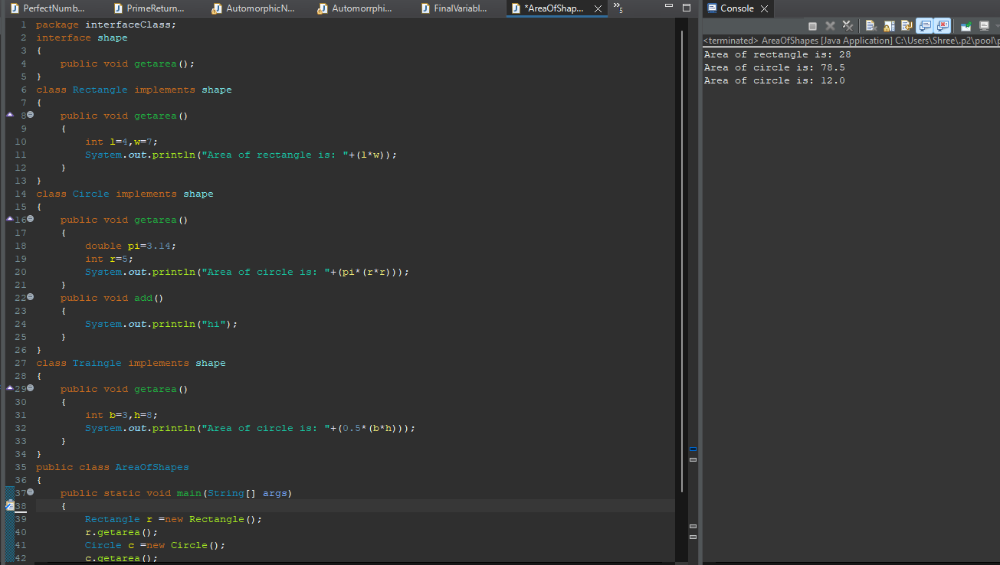 PerfectNumb...
PrimeReturn...
AutomorphicN...
Automorrphi...
FinalVariabl...
*AreaOfShap...
»5
1 package interfaceClass;
2 interface shape
3 {
4     public void getarea();
5 }
6 class Rectangle implements shape
7 {
8     public void getarea()
9     {
10         int l=4,w=7;
11         System.out.println("Area of rectangle is: "+(l*w));
12     }
13 }
14 class Circle implements shape
15 {
16     public void getarea()
17     {
18         double pi=3.14;
19         int r=5;
20         System.out.println("Area of circle is: "+(pi*(r*r)));
21     }
22     public void add()
23     {
24         System.out.println("hi");
25     }
26 }
27 class Traingle implements shape
28 {
29     public void getarea()
30     {
31         int b=3,h=8;
32         System.out.println("Area of circle is: "+(0.5*(b*h)));
33     }
34 }
35 public class AreaOfShapes
36 {
37     public static void main(String[] args)
38     {
39         Rectangle r =new Rectangle();
40         r.getarea();
41         Circle c =new Circle();
42         c.getarea();
Console
<terminated> AreaOfShapes [Java Application] C:\Users\Shree\.p2\pool\p
Area of rectangle is: 28
Area of circle is: 78.5
Area of circle is: 12.0